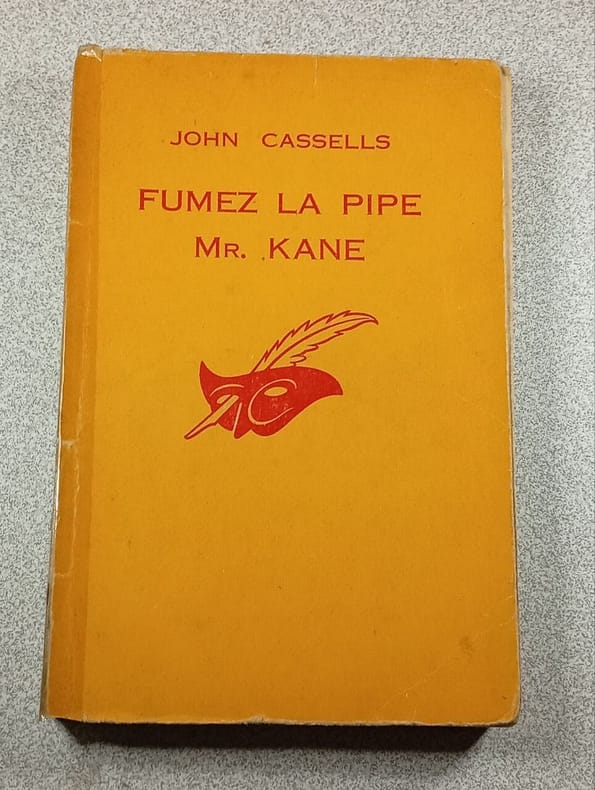 JOHN CASSELLS
FUMEZ LA PIPE
MR. KANE